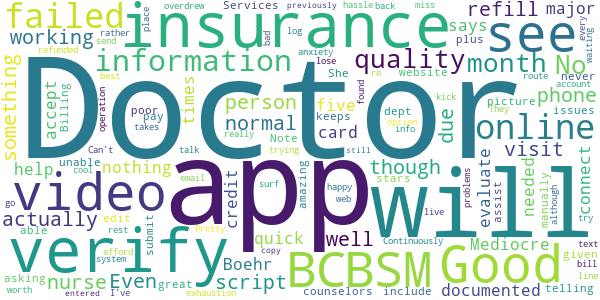 overdrew Services previously hassle back miss
failed insurance see refill major
place rather send log bad
refunded best
working Billing information quality month No says plus
She anxiety lose website every waiting
Doctor
something accept operation times person five re route never account
poor pay dept found They
takes card due phone
normal Note keeps picture issues
Can't really option info online
unable talk trying still kick
help nothing though visit
video app will
go credit stars needed evaluate connect
actually edit email cool surf happy web amazing manually assist problems although
able rest submit quick well live try
verify system afford BCBSM Good Mediocre
asking Even Boehr script Pretty Continuously given text bill
nurse great copy counselors include documented line
worth entered I've exhaustion telling